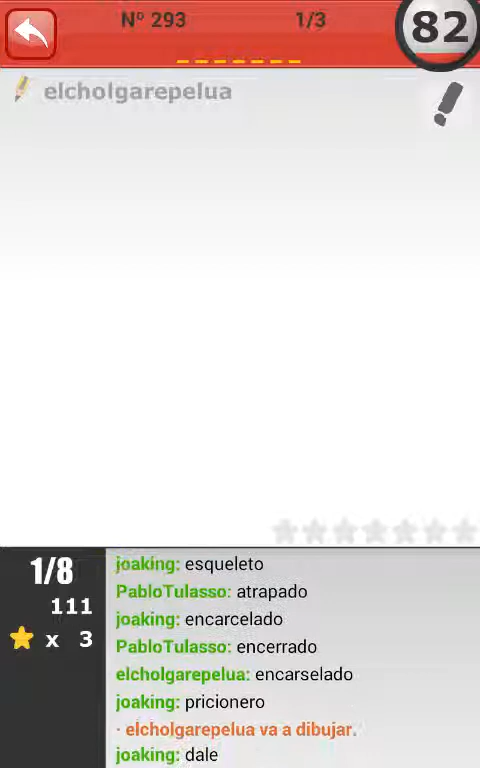 Nº 293 1/3 82
_ _ _ _ _ _ _
elcholgarepelua
1/8
111
x 3
joaking: esqueleto
PabloTulasso: atrapado
joaking: encarcelado
PabloTulasso: encerrado
elcholgarepelua: encarselado
joaking: pricionero
· elcholgarepelua va a dibujar.
joaking: dale